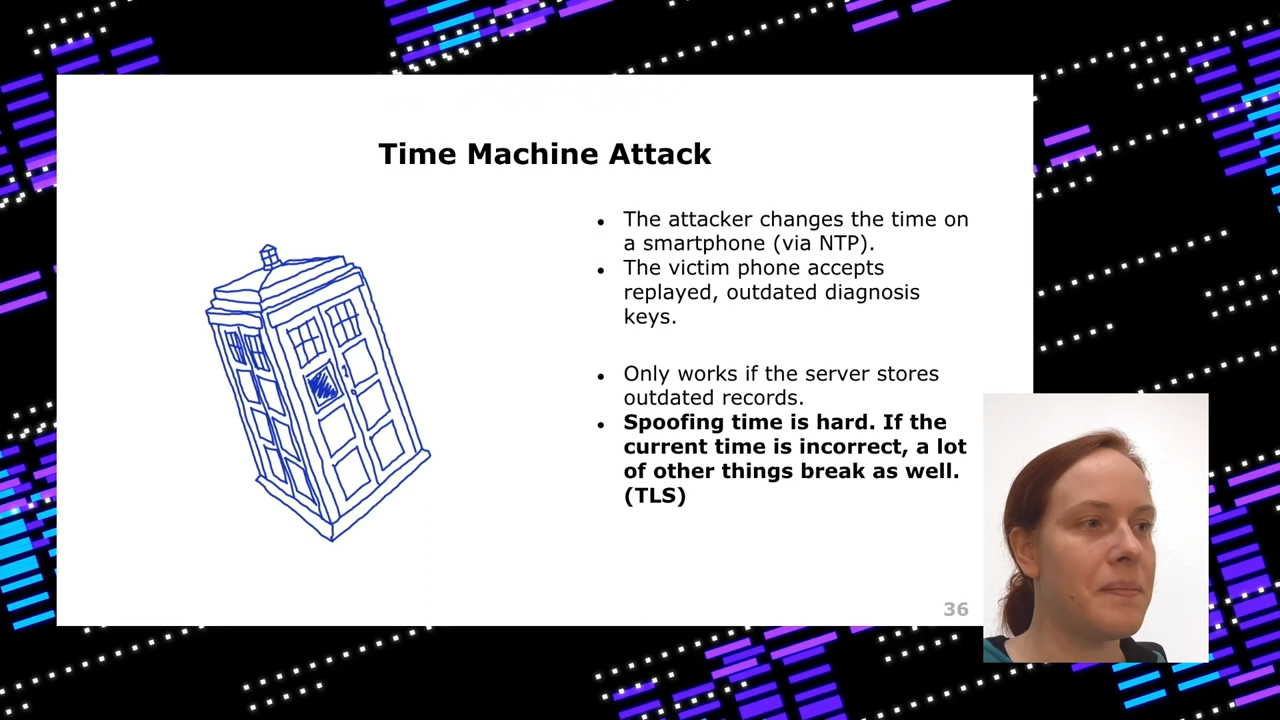 Time Machine Attack
• The attacker changes the time on
a smartphone (via NTP).
• The victim phone accepts
replayed, outdated diagnosis
keys.
• Only works if the server stores
outdated records.
• Spoofing time is hard. If the
current time is incorrect, a lot
of other things break as well.
(TLS)
36